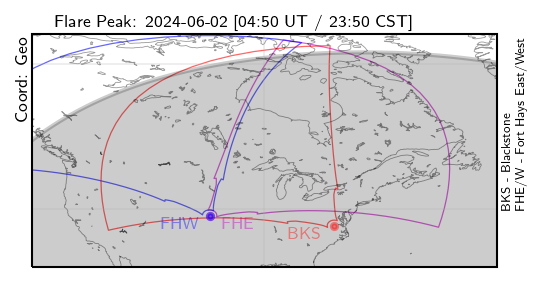 Flare Peak: 2024-06-02 [04:50 UT / 23:50 CST]
Coord: Geo
FHW
FHE
BKS
BKS - Blackstone
FHE/W - Fort Hays East/West